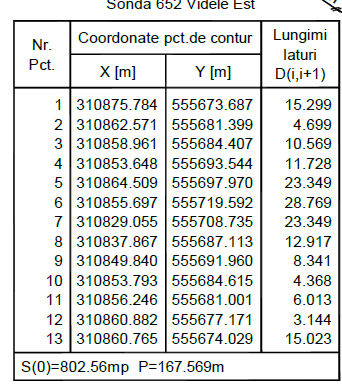 Sonda 652 Videle Est
Nr. Pct. Coordonate pct.de contur Lungimi laturi D(i,i+1)
X [m] Y [m]
1 310875.784 555673.687 15.299
2 310862.571 555681.399 4.699
3 310858.961 555684.407 10.569
4 310853.648 555693.544 11.728
5 310864.509 555697.970 23.349
6 310855.697 555719.592 28.769
7 310829.055 555708.735 23.349
8 310837.867 555687.113 12.917
9 310849.840 555691.960 8.341
10 310853.793 555684.615 4.368
11 310856.246 555681.001 6.013
12 310860.882 555677.171 3.144
13 310860.765 555674.029 15.023
S(0)=802.56mp P=167.569m